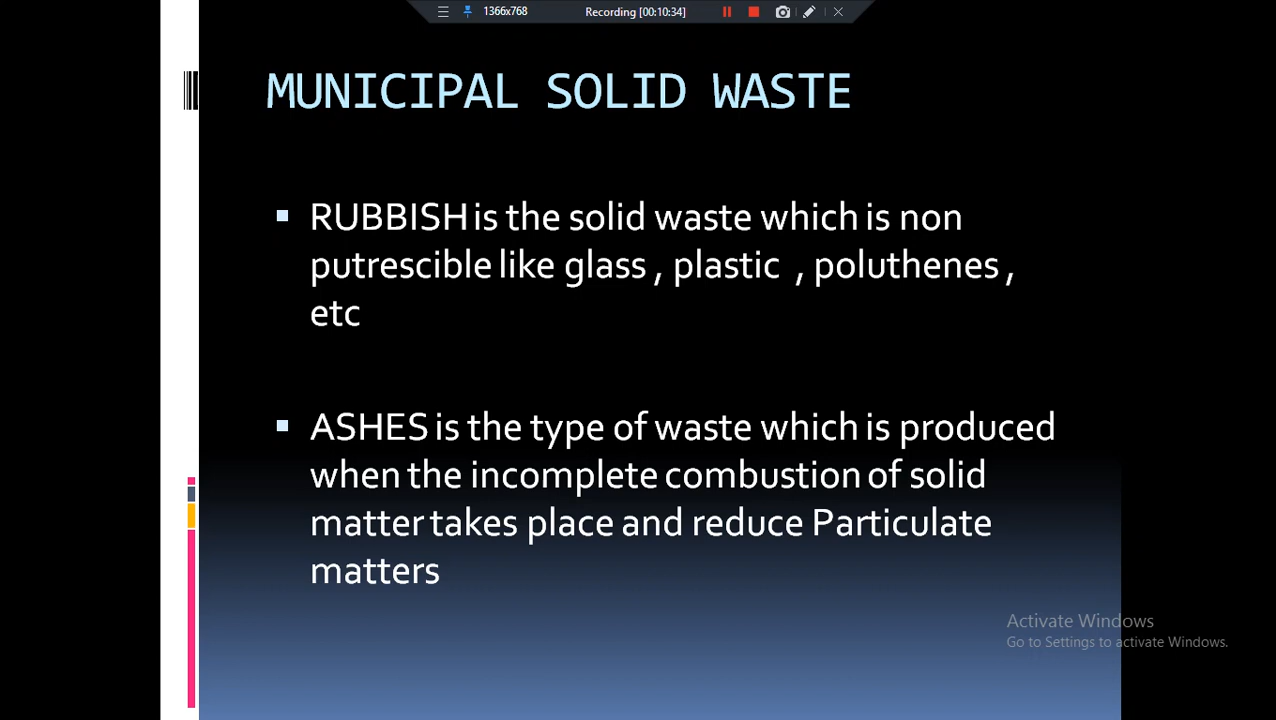 1366x768 Recording [00:10:34]
MUNICIPAL SOLID WASTE
RUBBISH is the solid waste which is non
putrescible like glass , plastic , poluthenes ,
etc
ASHES is the type of waste which is produced
when the incomplete combustion of solid
matter takes place and reduce Particulate
matters
Activate Windows
Go to Settings to activate Windows.